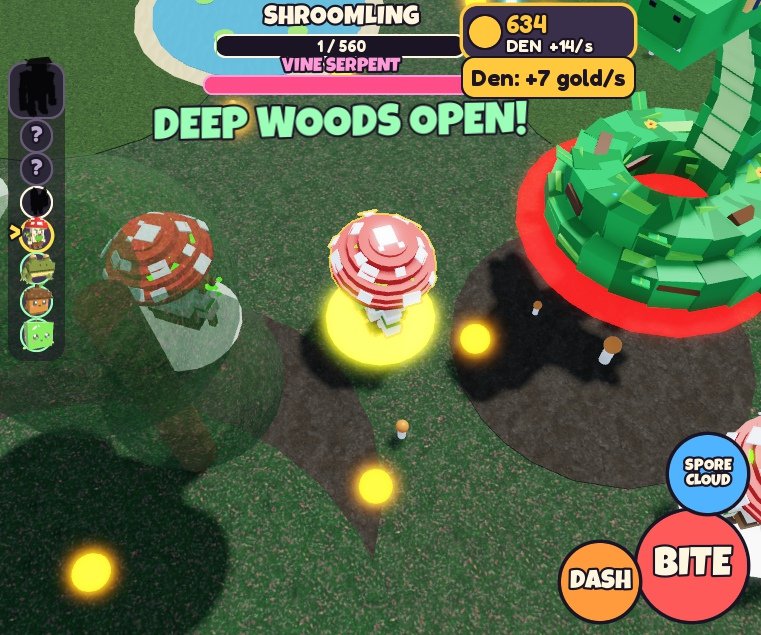 SHROOMLING
1 / 560
VINE SERPENT
634
DEN +14/s
Den: +7 gold/s
DEEP WOODS OPEN!
?
?
>
SPORE
CLOUD
DASH
BITE